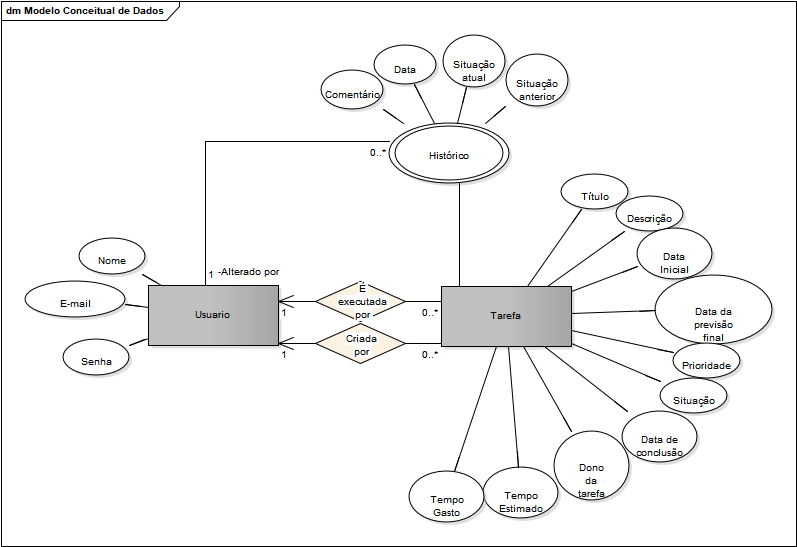 dm Modelo Conceitual de Dados
Comentário
Data
Situação
atual
Situação
anterior
Histórico
0..*
Título
Descrição
Data
Inicial
Data da
previsão
final
Prioridade
Situação
Data de
conclusão
Dono
da
tarefa
Tempo
Estimado
Tempo
Gasto
Nome
E-mail
Senha
1
-Alterado por
Usuario
1
É
executada
por
0..*
Tarefa
1
Criada
por
0..*